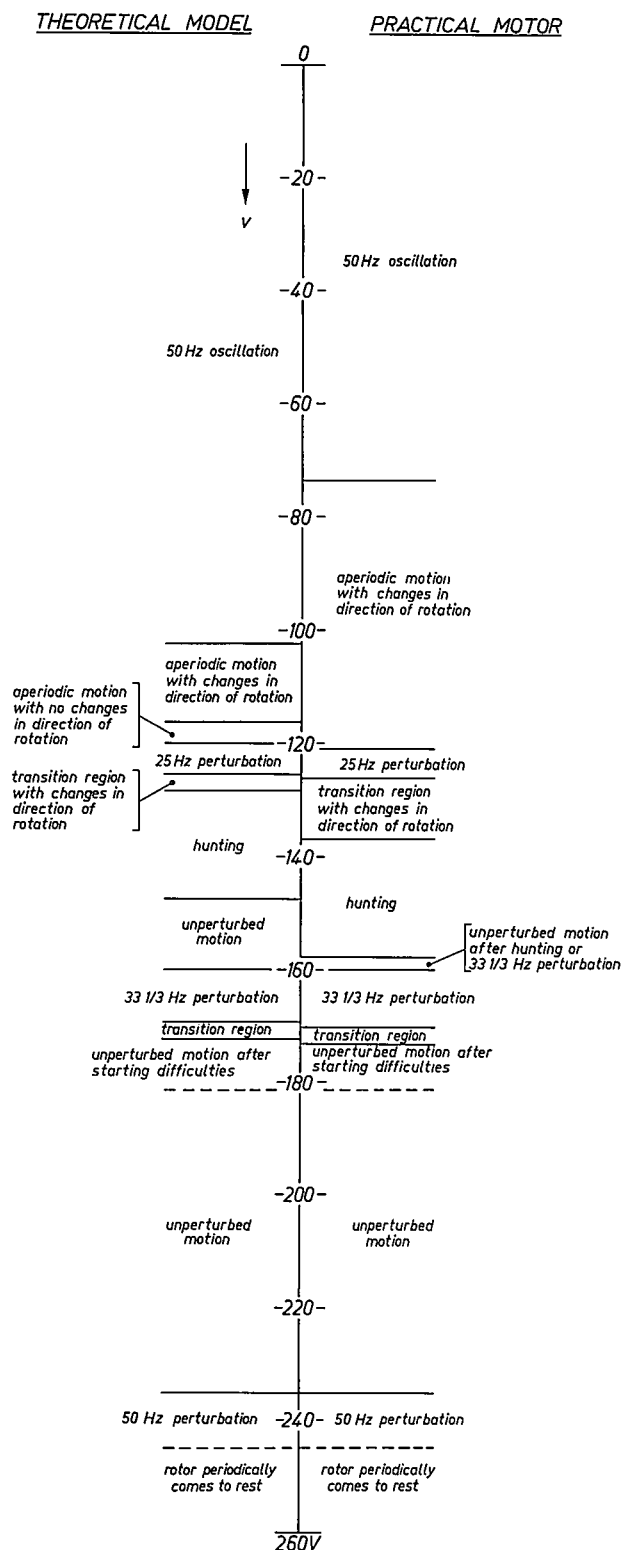 THEORETICAL MODEL
PRACTICAL MOTOR
0
V
-20-
50 Hz oscillation
-40-
50 Hz oscillation
-60-
-80-
aperiodic motion
with changes in
direction of rotation
-100-
aperiodic motion
with changes in
direction of rotation
aperiodic motion
with no changes
in direction of
rotation
-120-
25 Hz perturbation
25 Hz perturbation
transition region
with changes in
direction of
rotation
transition region
with changes in
direction of rotation
hunting
-140-
hunting
unperturbed
motion
unperturbed motion
after hunting or
33 1/3 Hz perturbation
-160-
33 1/3 Hz perturbation
33 1/3 Hz perturbation
transition region
transition region
unperturbed motion after
starting difficulties
unperturbed motion after
starting difficulties
-180-
-200-
unperturbed
motion
unperturbed
motion
-220-
50 Hz perturbation
-240-
50 Hz perturbation
rotor periodically
comes to rest
rotor periodically
comes to rest
260V